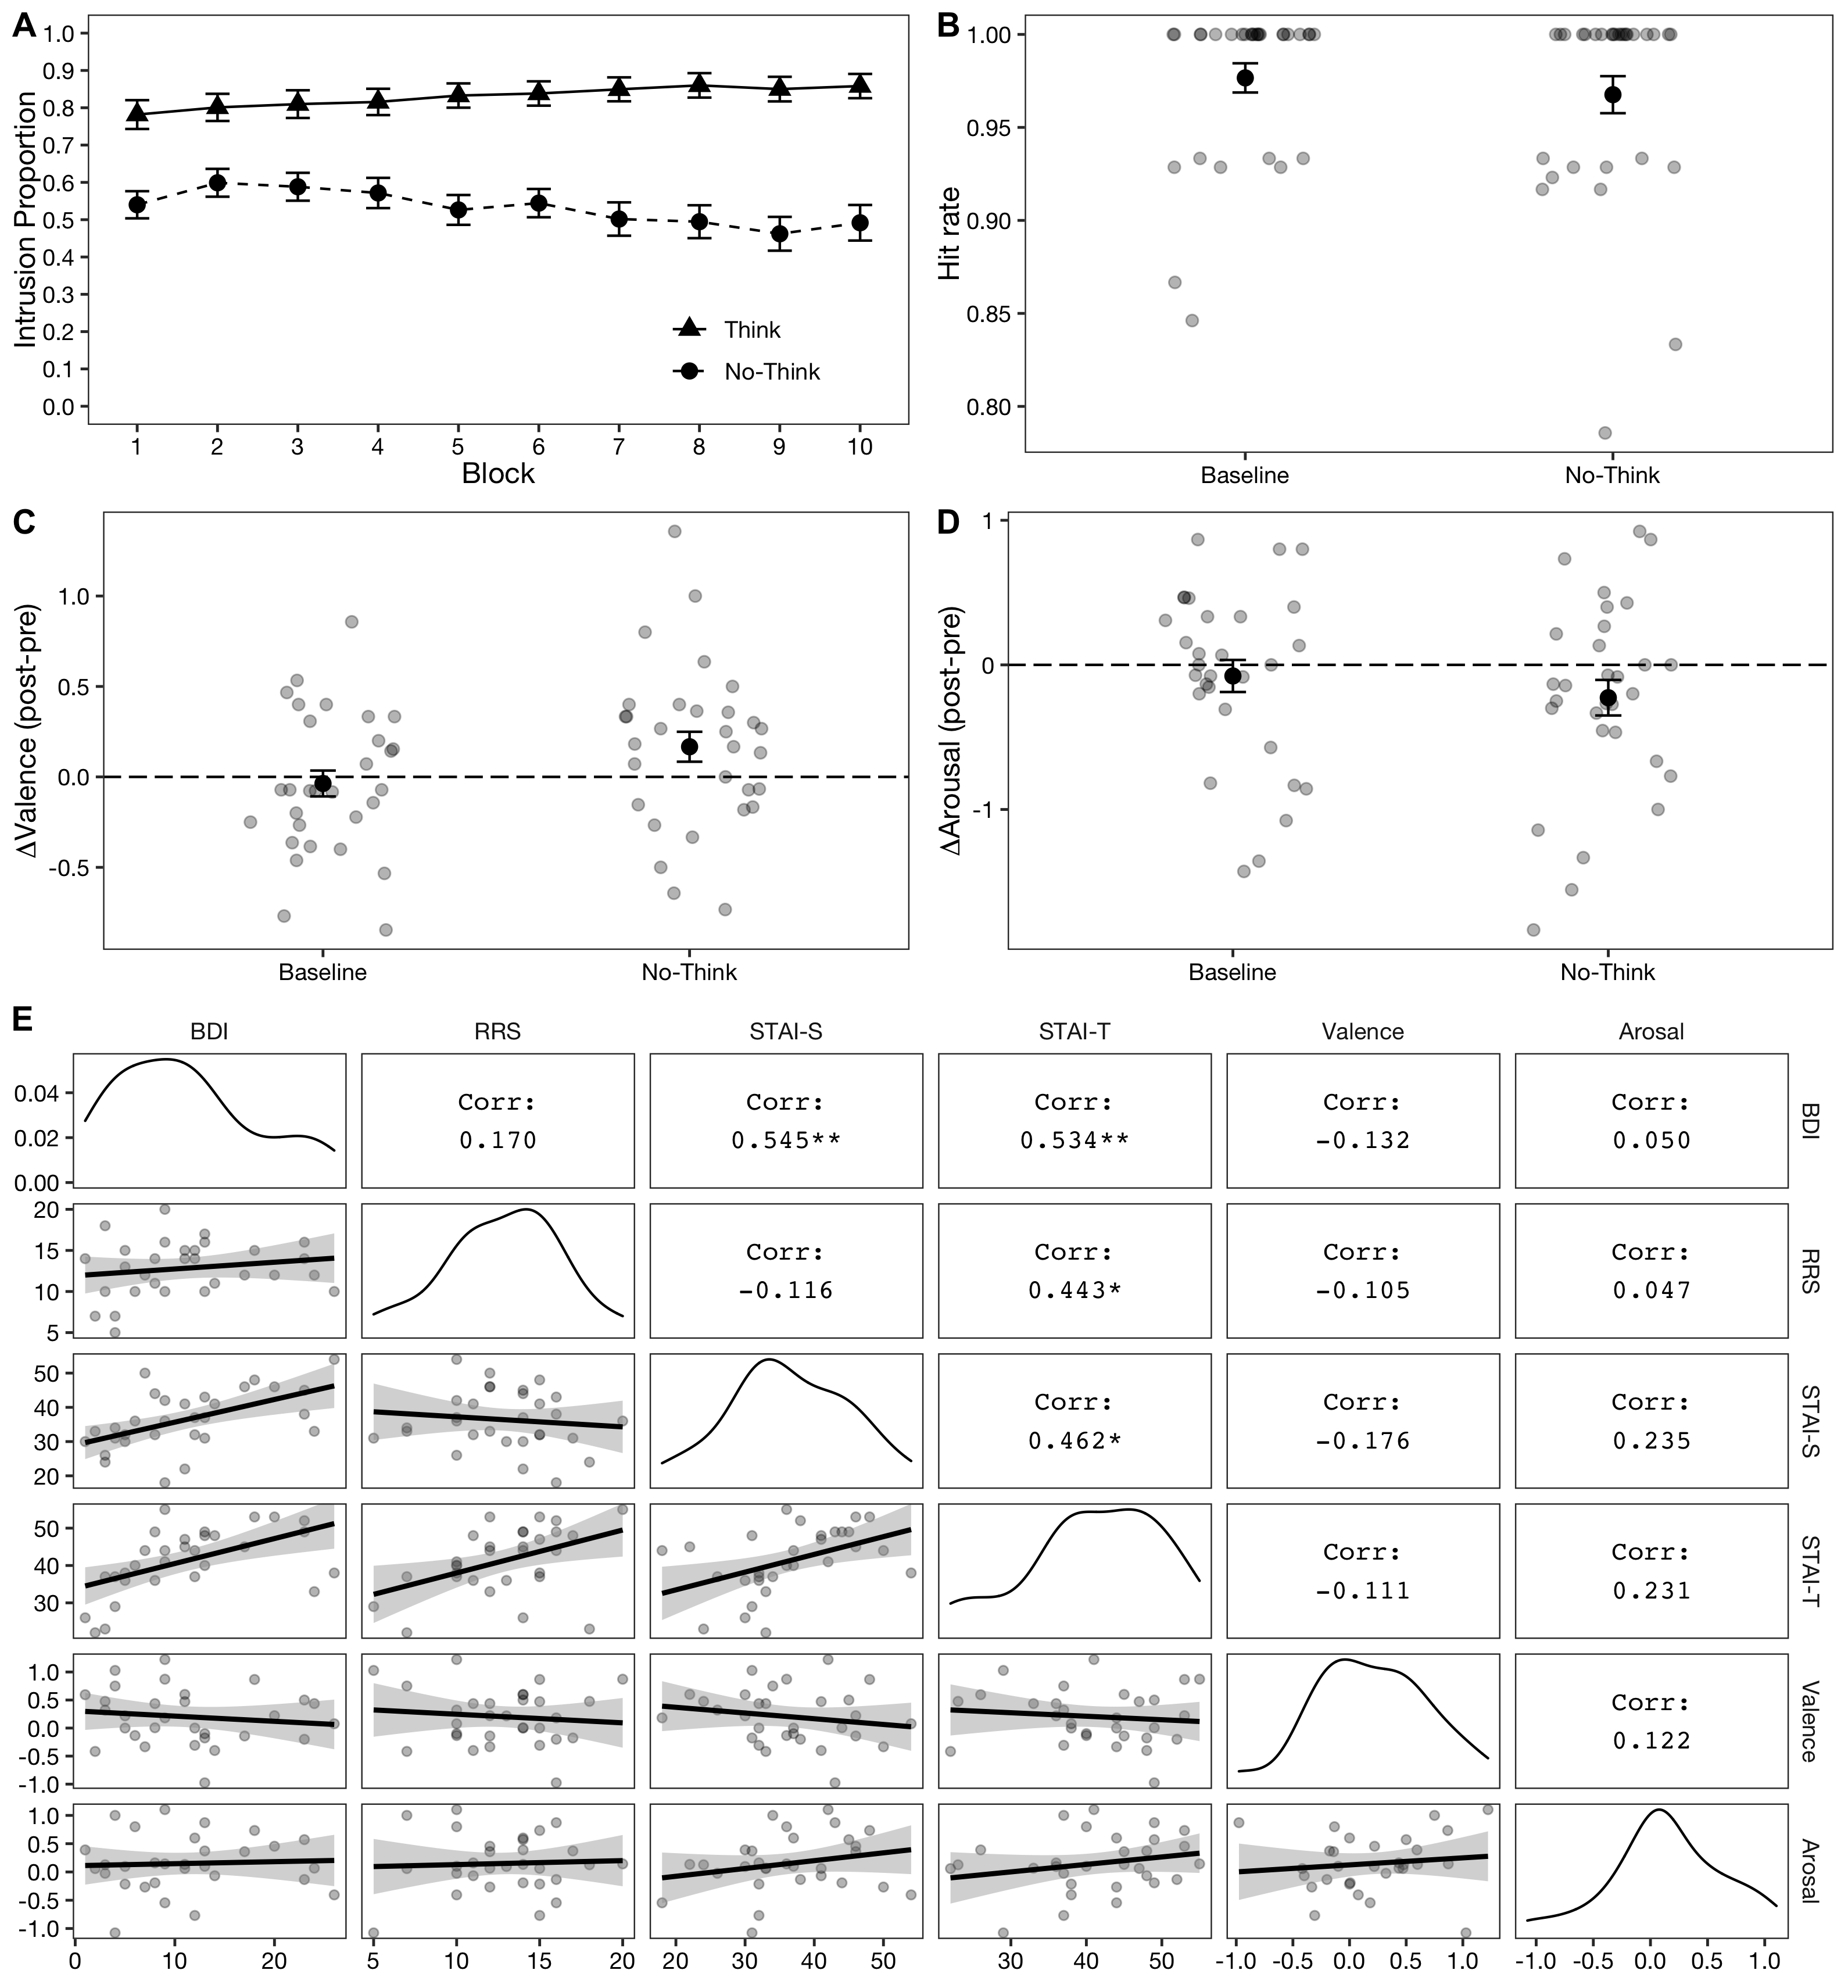 A
Intrusion Proportion
1.0
0.9
0.8
0.7
0.6
0.5
0.4
0.3
0.2
0.1
0.0
Think
No-Think
1 2 3 4 5 6 7 8 9 10
Block
B
Hit rate
1.00
0.95
0.90
0.85
0.80
Baseline No-Think
C
ΔValence (post-pre)
1.0
0.5
0.0
-0.5
Baseline No-Think
D
ΔArousal (post-pre)
1
0
-1
Baseline No-Think
E
BDI RRS STAI-S STAI-T Valence Arosal
0.04
0.02
0.00
Corr: Corr: Corr: Corr: Corr:
0.170 0.545** 0.534** -0.132 0.050
BDI
20
15
10
5
Corr: Corr: Corr: Corr:
-0.116 0.443* -0.105 0.047
RRS
50
40
30
20
Corr: Corr: Corr:
0.462* -0.176 0.235
STAI-S
50
40
30
Corr: Corr:
-0.111 0.231
STAI-T
1.0
0.5
0.0
-0.5
-1.0
Corr:
0.122
Valence
1.0
0.5
0.0
-0.5
-1.0
Arosal
0 10 20 5 10 15 20 20 30 40 50 30 40 50 -1.0 -0.5 0.0 0.5 1.0 -1.0 -0.5 0.0 0.5 1.0